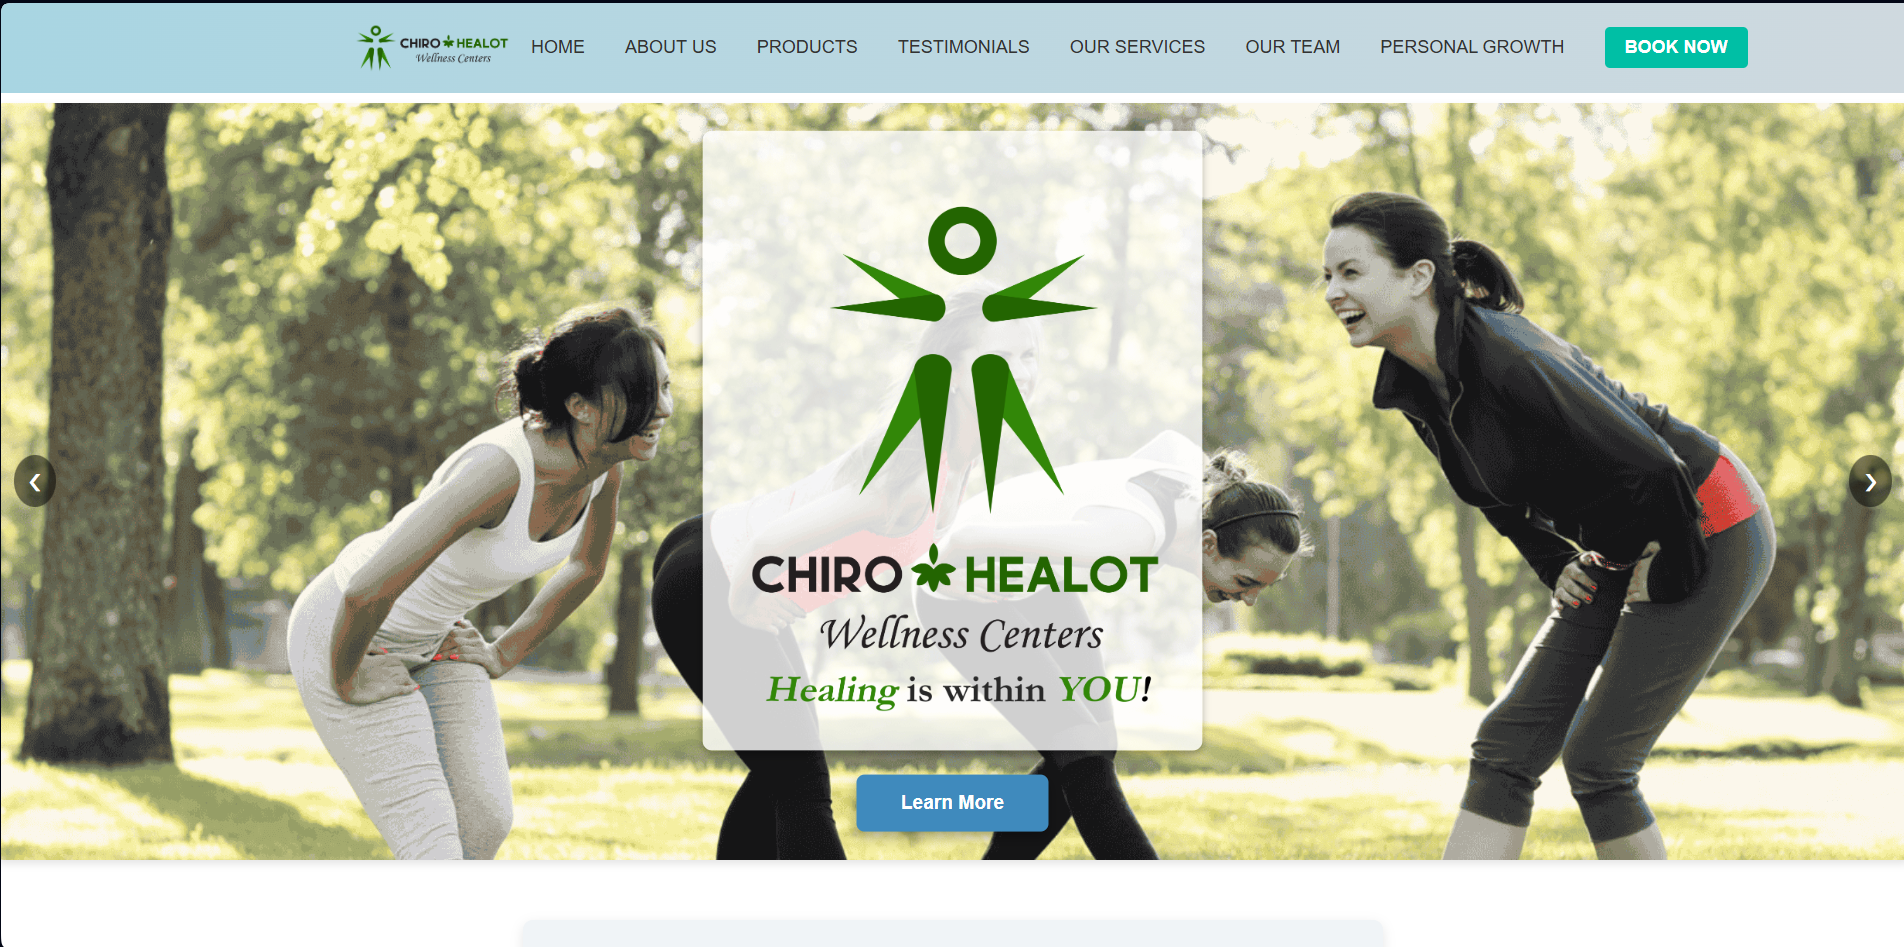 CHIRO HEALOT
Wellness Centers
HOME
ABOUT US
PRODUCTS
TESTIMONIALS
OUR SERVICES
OUR TEAM
PERSONAL GROWTH
BOOK NOW
CHIRO HEALOT
Wellness Centers
Healing is within YOU!
Learn More